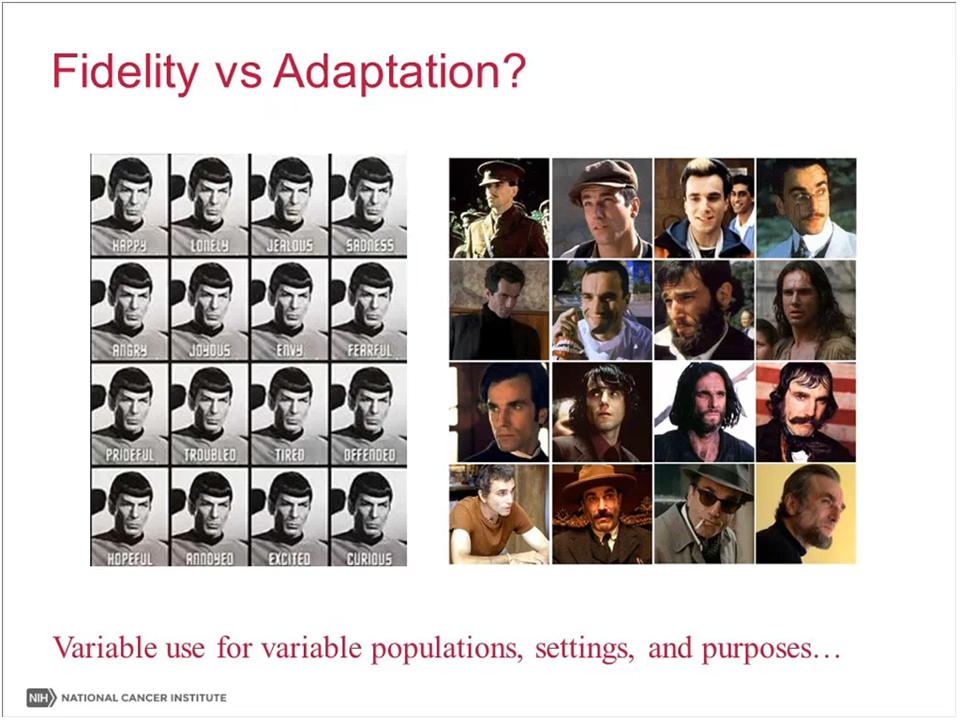 Fidelity vs Adaptation?
HAPPY LONELY JEALOUS SADNESS
ANGRY JOYOUS ENVY FEARFUL
PRIDEFUL TROUBLED TIRED OFFENDED
HOPEFUL ANNOYED EXCITED CURIOUS
Variable use for variable populations, settings, and purposes…
NIH NATIONAL CANCER INSTITUTE